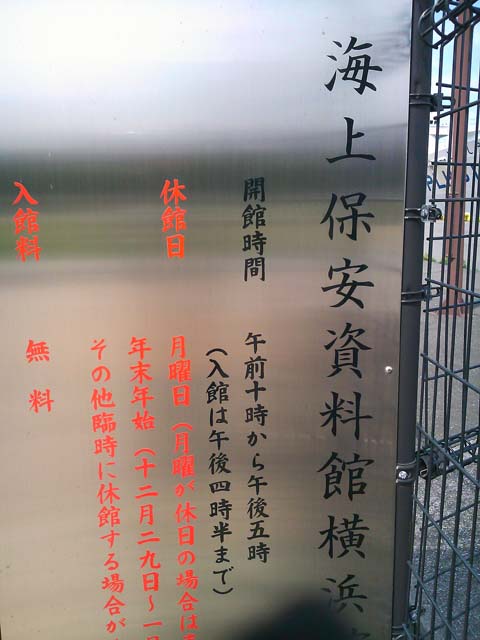 海上保安資料館横浜
開館時間 午前十時から午後五時
(入館は午後四時半まで)
休館日 月曜日(月曜が休日の場合は
年末年始(十二月二九日~一
その他臨時に休館する場合が
入館料 無料